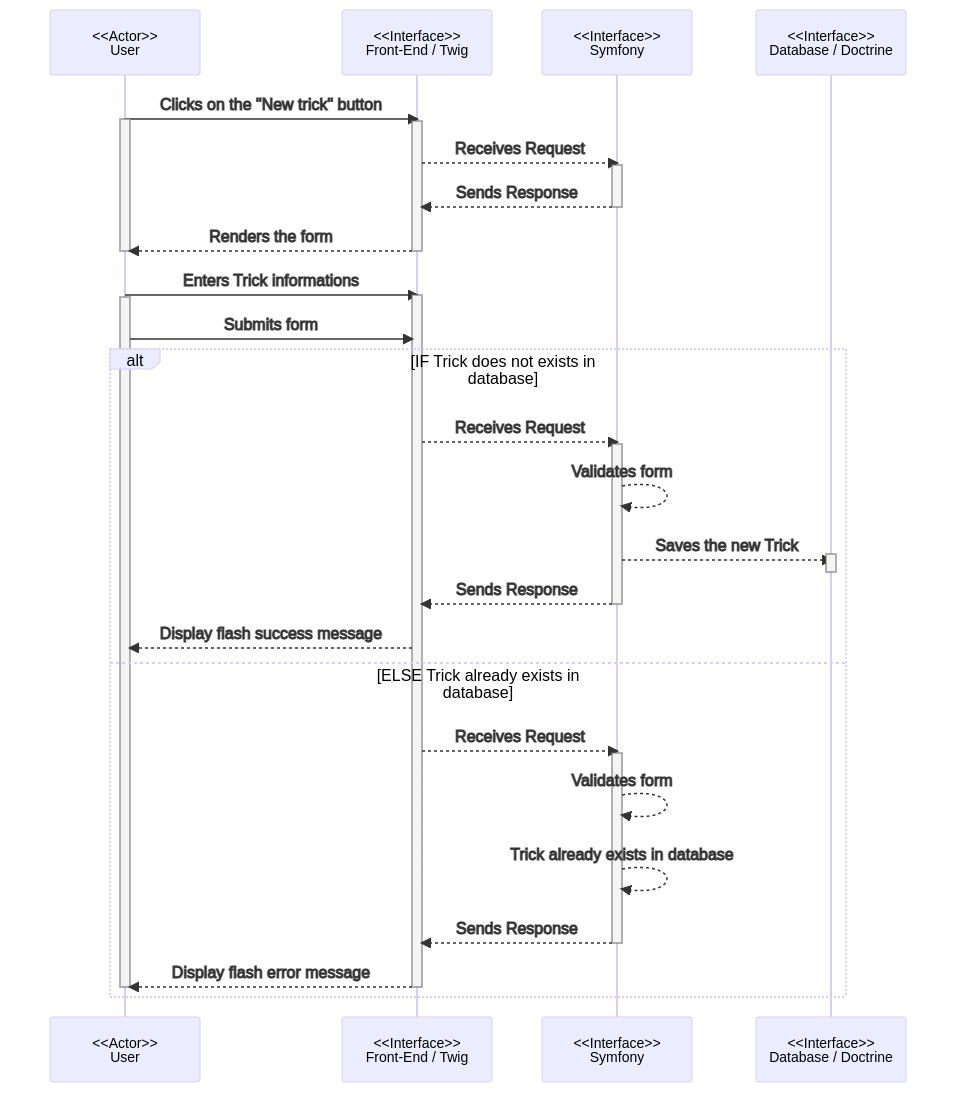 <<Actor>>
User
<<Interface>>
Front-End / Twig
<<Interface>>
Symfony
<<Interface>>
Database / Doctrine
Clicks on the "New trick" button
Receives Request
Sends Response
Renders the form
Enters Trick informations
Submits form
alt
[IF Trick does not exists in
database]
Receives Request
Validates form
Saves the new Trick
Sends Response
Display flash success message
[ELSE Trick already exists in
database]
Receives Request
Validates form
Trick already exists in database
Sends Response
Display flash error message
<<Actor>>
User
<<Interface>>
Front-End / Twig
<<Interface>>
Symfony
<<Interface>>
Database / Doctrine